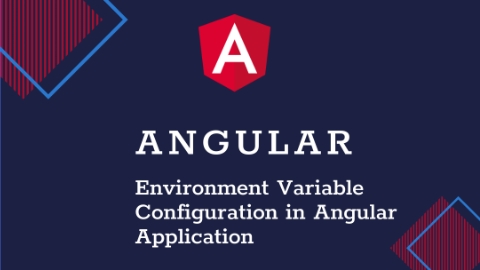 A
ANGULAR
Environment Variable
Configuration in Angular
Application